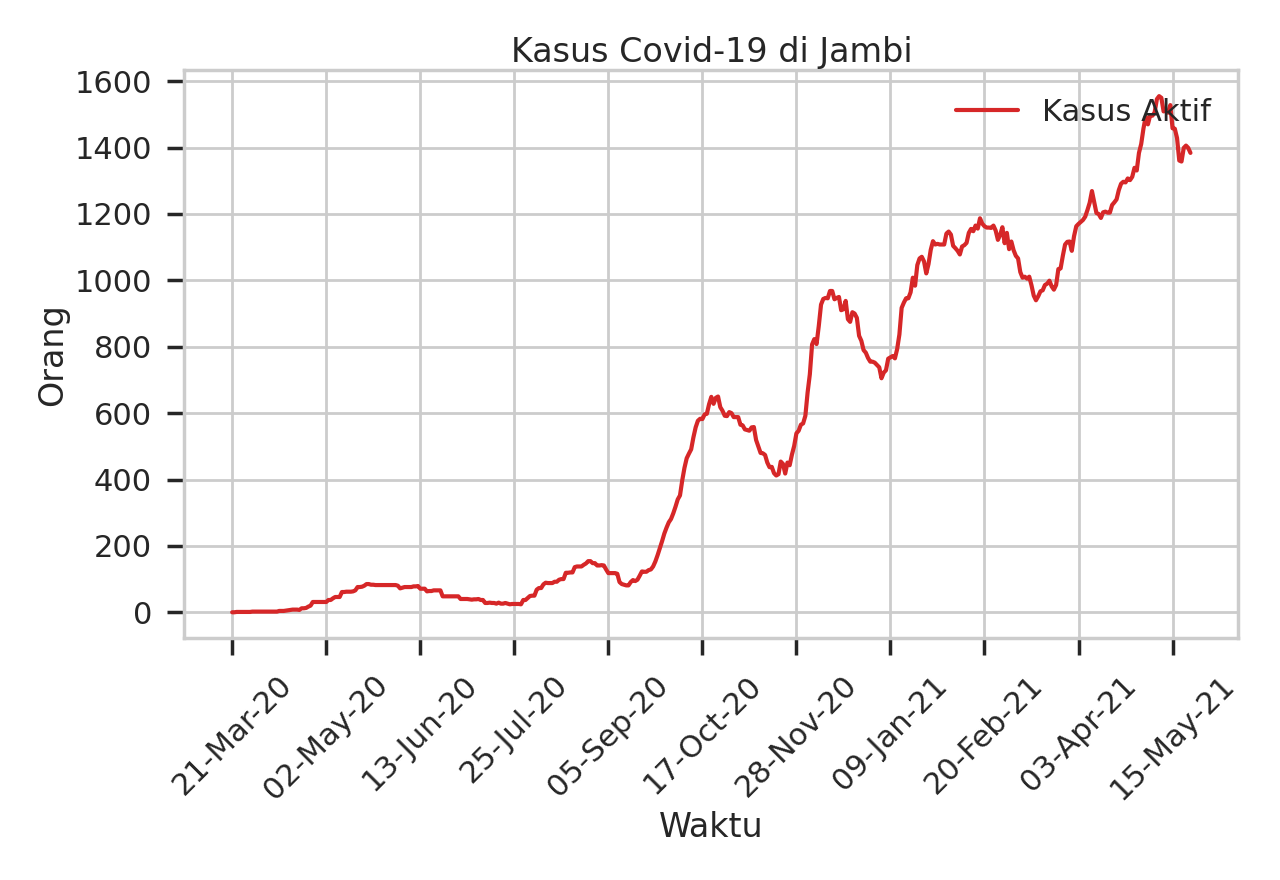 Kasus Covid-19 di Jambi
Kasus Aktif
Orang
1600
1400
1200
1000
800
600
400
200
0
21-Mar-20
02-May-20
13-Jun-20
25-Jul-20
05-Sep-20
17-Oct-20
28-Nov-20
09-Jan-21
20-Feb-21
03-Apr-21
15-May-21
Waktu